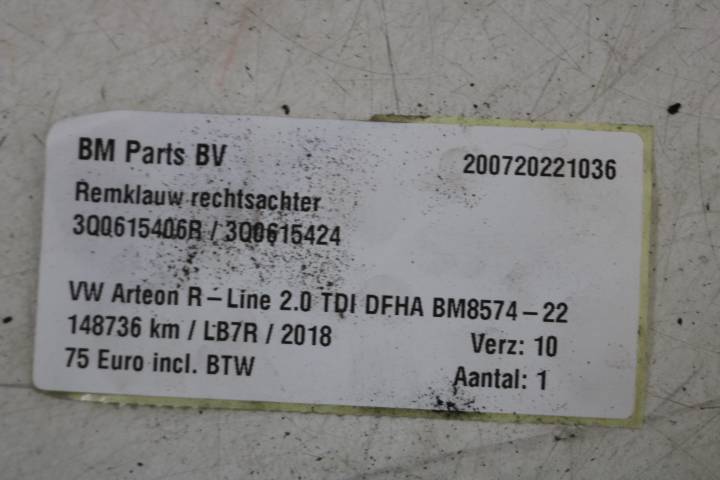 BM Parts BV
200720221036
Remklauw rechtsachter
3Q0615406R / 3Q0615424
VW Arteon R-Line 2.0 TDI DFHA BM8574-22
148736 km / LB7R / 2018
Verz: 10
75 Euro incl. BTW
Aantal: 1